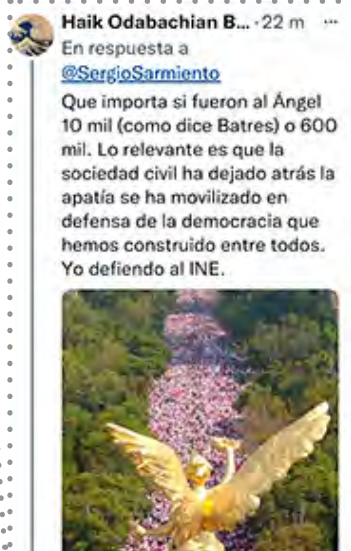 Haik Odabachian B... · 22 m ...
En respuesta a
@SergioSarmiento
Que importa si fueron al Ángel
10 mil (como dice Batres) o 600
mil. Lo relevante es que la
sociedad civil ha dejado atrás la
apatía se ha movilizado en
defensa de la democracia que
hemos construido entre todos.
Yo defiendo al INE.